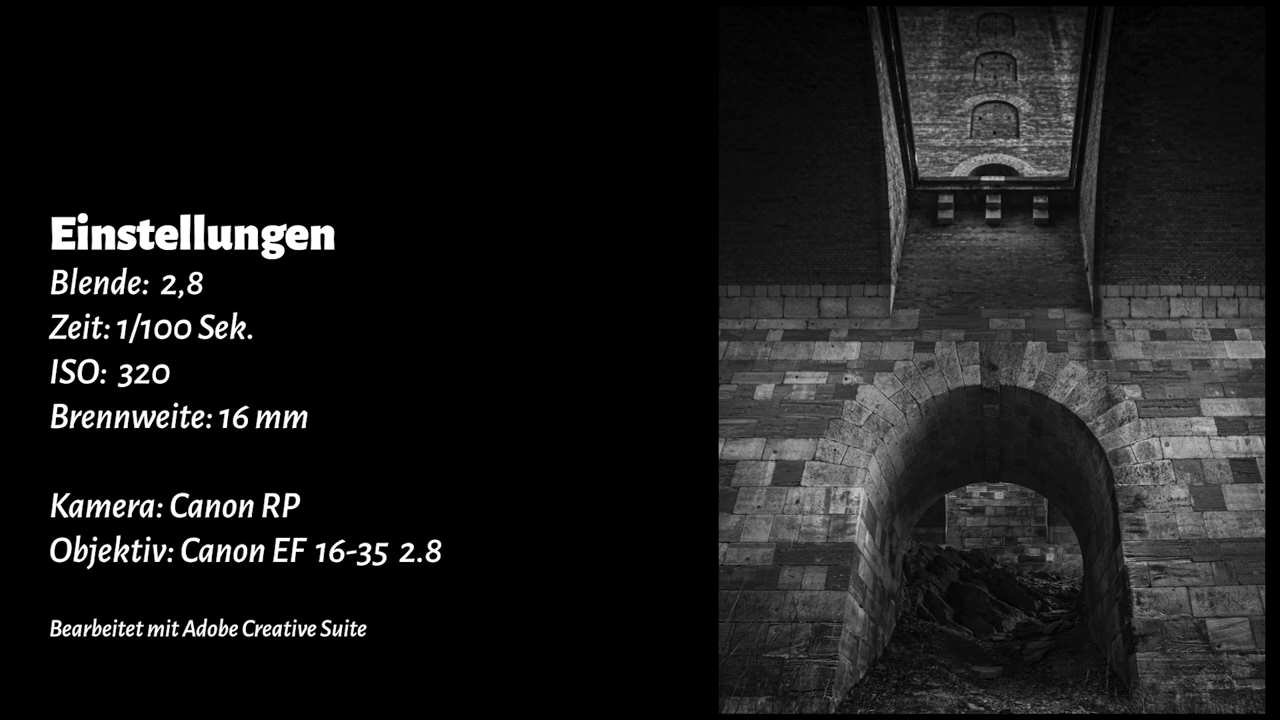 Einstellungen
Blende: 2,8
Zeit: 1/100 Sek.
ISO: 320
Brennweite: 16 mm
Kamera: Canon RP
Objektiv: Canon EF 16-35 2.8
Bearbeitet mit Adobe Creative Suite